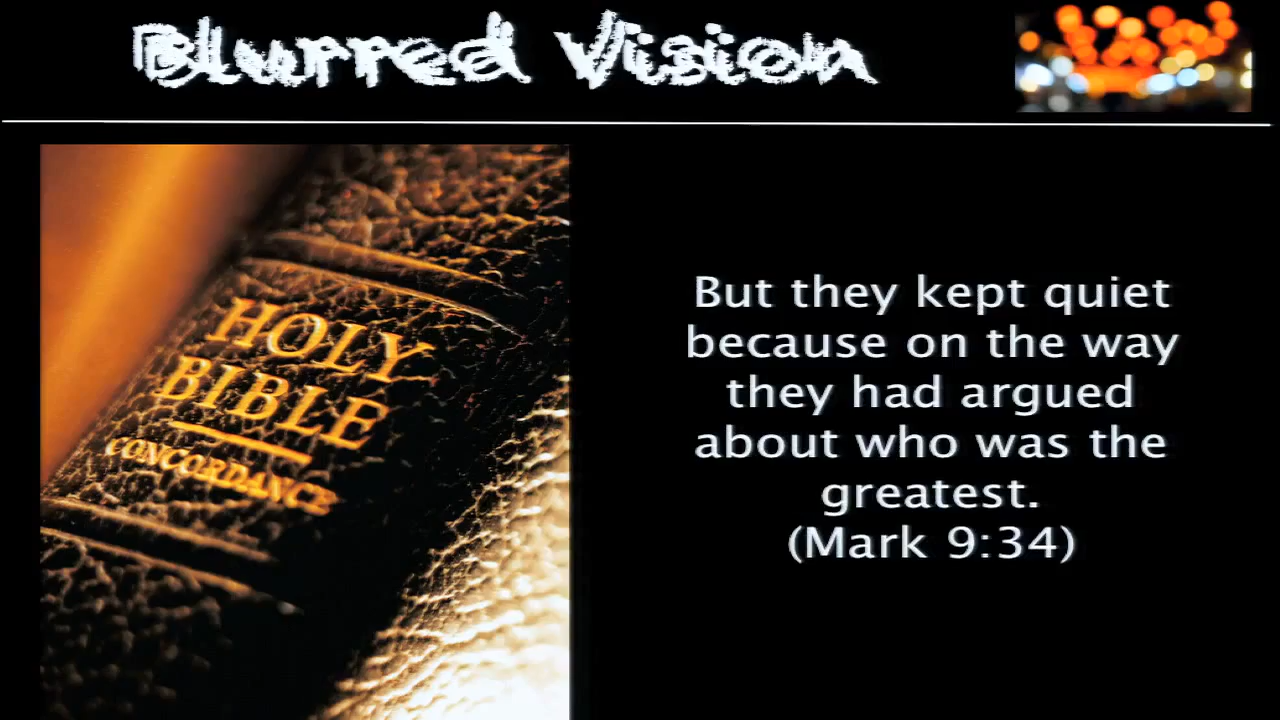 Blurred Vision
HOLY
BIBLE
CONCORDANCE
But they kept quiet
because on the way
they had argued
about who was the
greatest.
(Mark 9:34)